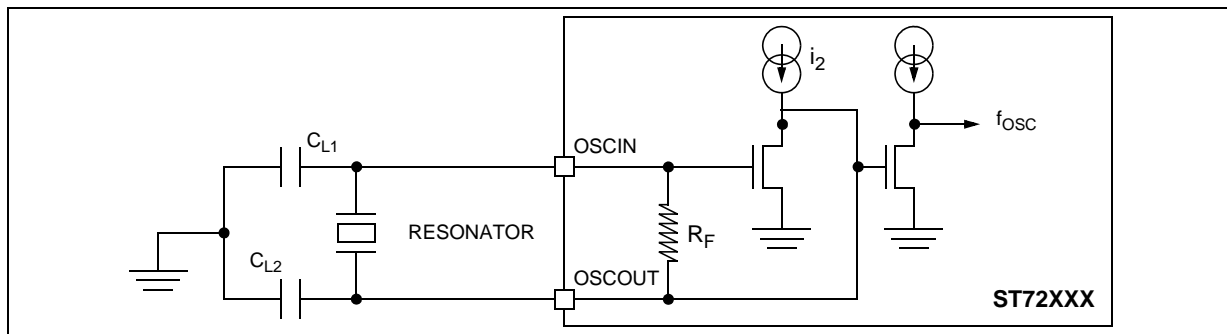 i2
fOSC
CL1
OSCIN
RESONATOR
RF
CL2
OSCOUT
ST72XXX